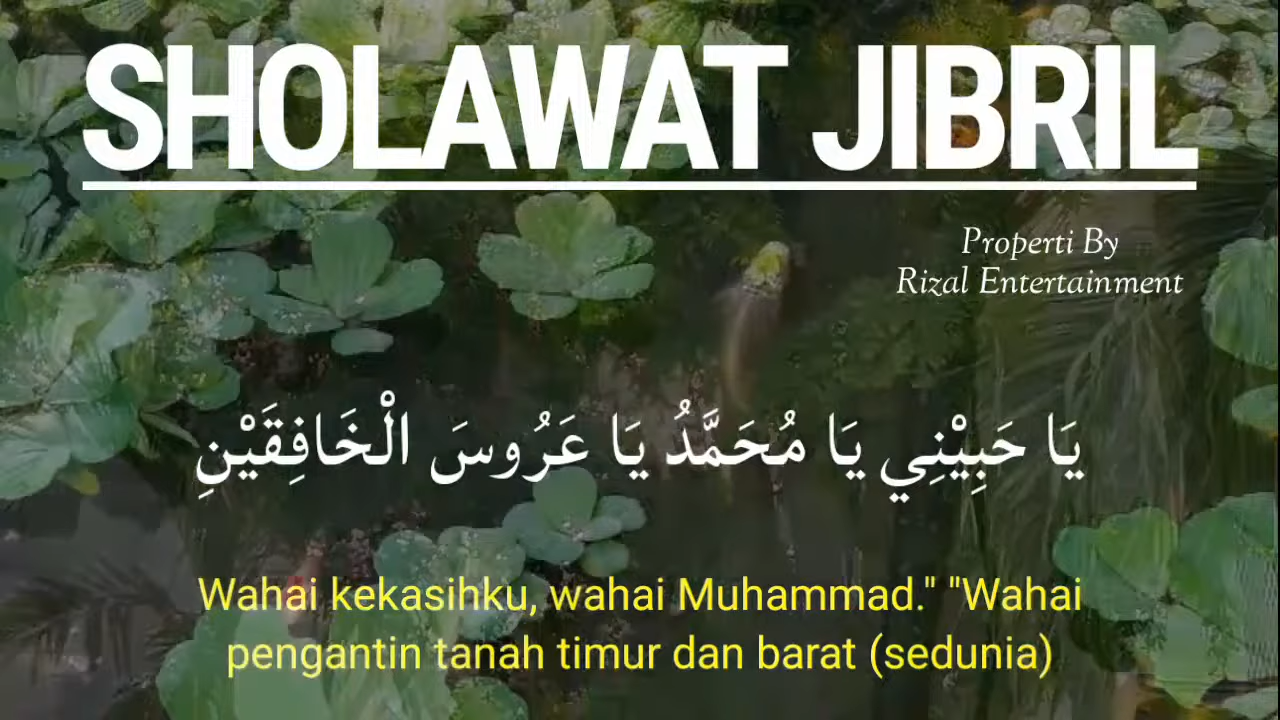 SHOLAWAT JIBRIL
Properti By
Rizal Entertainment
يَا حَبِيْنِي يَا مُحَمَّدُ يَا عَرُوسَ الْخَافِقَيْنِ
Wahai kekasihku, wahai Muhammad." "Wahai
pengantin tanah timur dan barat (sedunia)